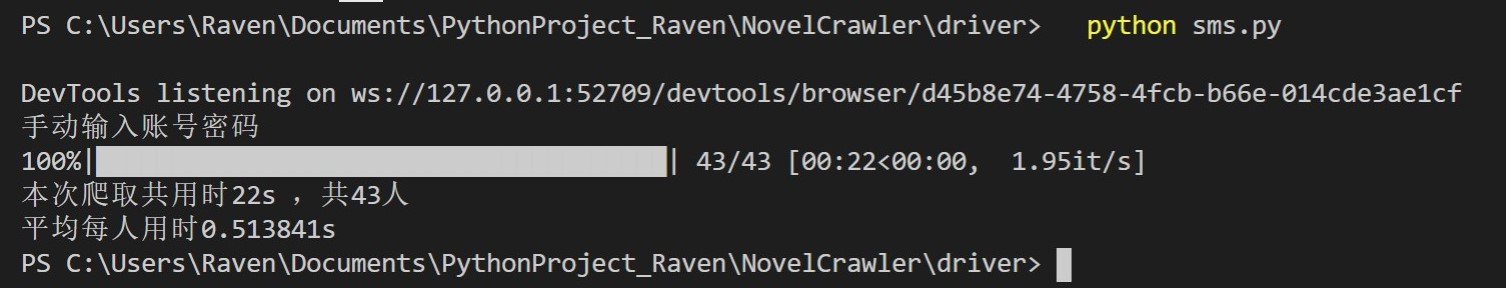 PS C:\Users\Raven\Documents\PythonProject_Raven\NovelCrawler\driver>   python sms.py
DevTools listening on ws://127.0.0.1:52709/devtools/browser/d45b8e74-4758-4fcb-b66e-014cde3ae1cf
手动输入账号密码
100%|██████████████████████████████████████| 43/43 [00:22<00:00,  1.95it/s]
本次爬取共用时22s ，共43人
平均每人用时0.513841s
PS C:\Users\Raven\Documents\PythonProject_Raven\NovelCrawler\driver>